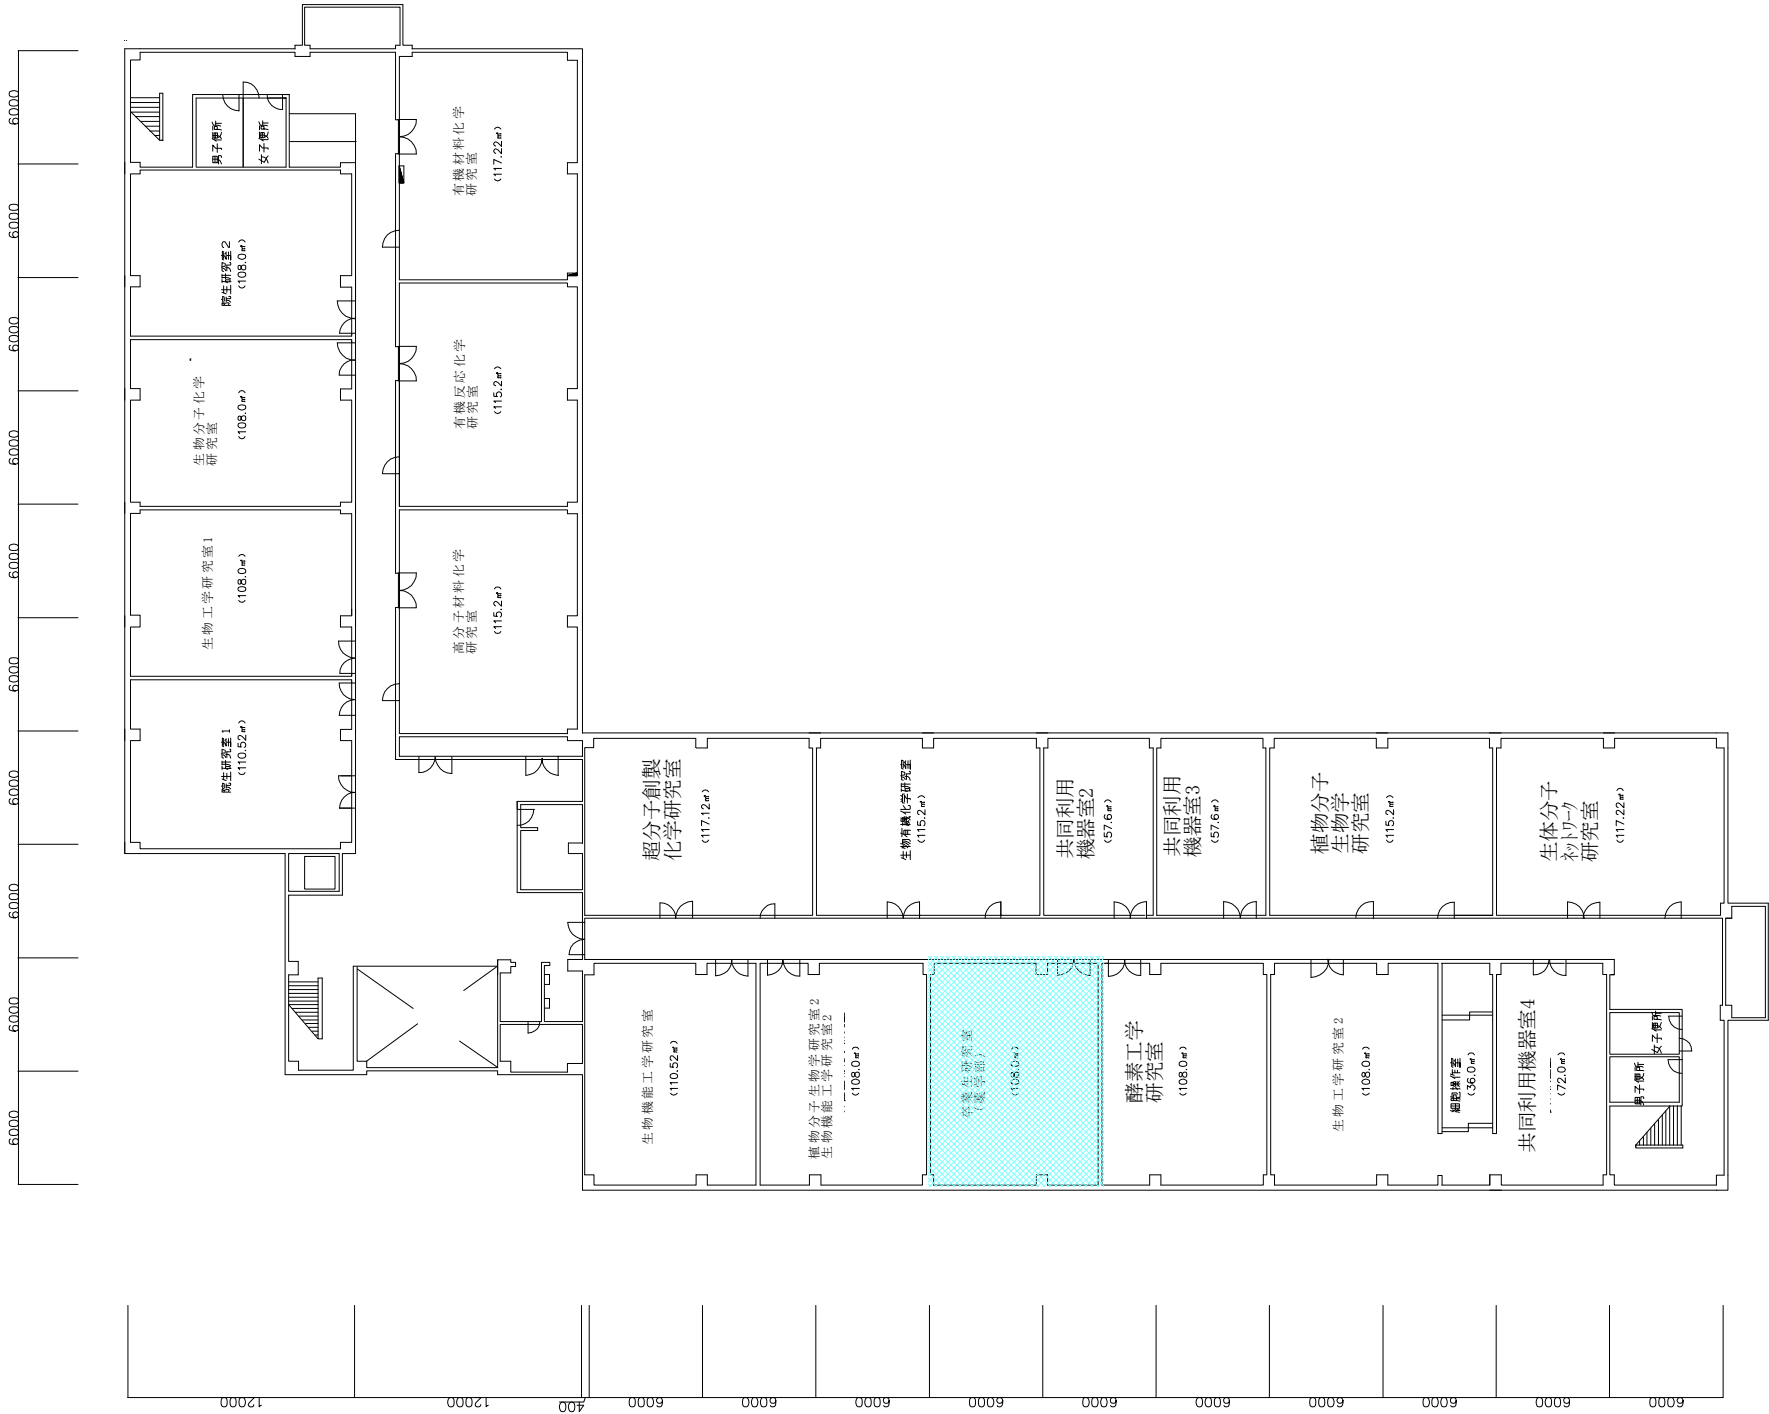 6000
6000
6000
6000
6000
6000
6000
6000
6000
6000
男子便所
女子便所
有機材料化学
研究室
(117.22㎡)
院生研究室2
(108.0㎡)
生物分子化学
研究室
(108.0㎡)
有機反応化学
研究室
(115.2㎡)
生物工学研究室1
(108.0㎡)
高分子材料化学
研究室
(115.2㎡)
院生研究室1
(110.52㎡)
超分子創製
化学研究室
(117.12㎡)
生物有機化学研究室
(115.2㎡)
共同利用
機器室2
(57.6㎡)
共同利用
機器室3
(57.6㎡)
植物分子
生物学
研究室
(115.2㎡)
生体分子
ネットワーク
研究室
(117.22㎡)
生物機能工学研究室
(110.52㎡)
植物分子生物学研究室2
生物機能工学研究室2
(108.0㎡)
(薬学部)
(108.0㎡)
酵素工学
研究室
(108.0㎡)
生物工学研究室2
(108.0㎡)
細胞操作室
(36.0㎡)
共同利用機器室4
(72.0㎡)
男子便所
女子便所
12000
12000
400
6000
6000
6000
6000
6000
6000
6000
6000
6000
6000